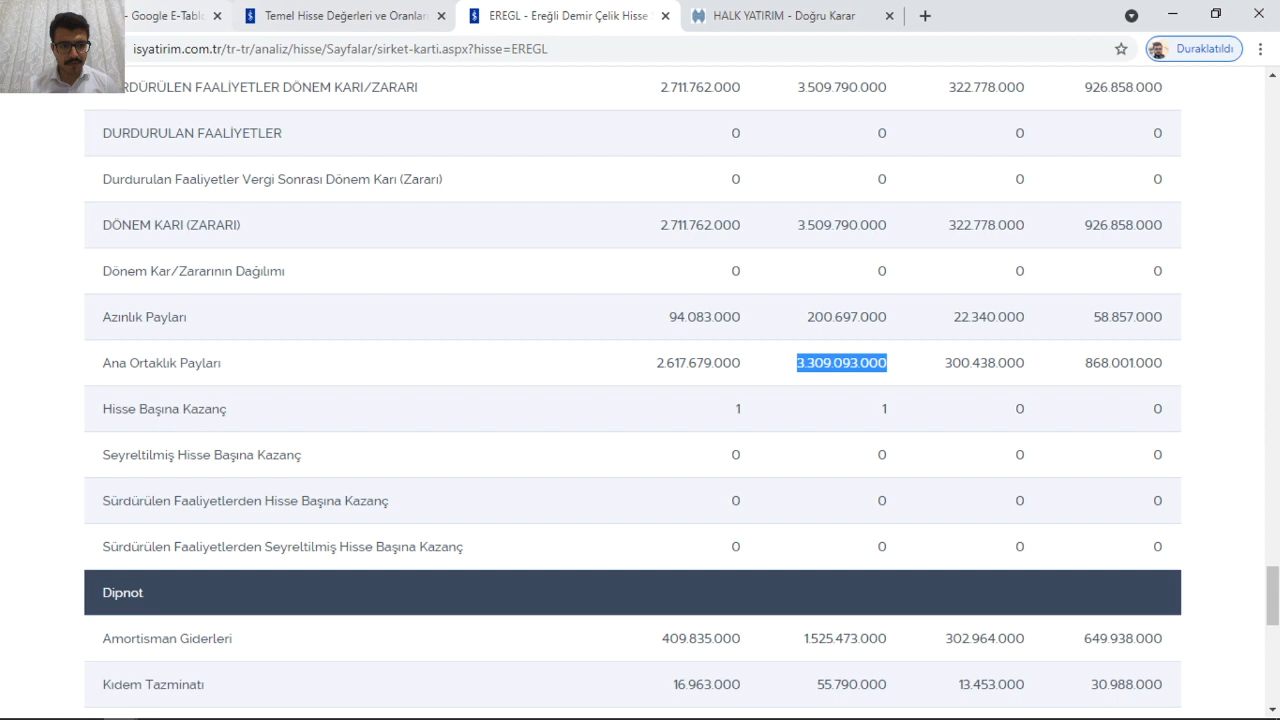 - Google E-Tablo
Temel Hisse Değerleri ve Oranları
EREGL - Ereğli Demir Çelik Hisse
HALK YATIRIM - Doğru Karar
isyatirim.com.tr/tr-tr/analiz/hisse/Sayfalar/sirket-karti.aspx?hisse=EREGL
Duraklatıldı
RDÜRÜLEN FAALİYETLER DÖNEM KARI/ZARARI 2.711.762.000 3.509.790.000 322.778.000 926.858.000
DURDURULAN FAALİYETLER 0 0 0 0
Durdurulan Faaliyetler Vergi Sonrası Dönem Karı (Zararı) 0 0 0 0
DÖNEM KARI (ZARARI) 2.711.762.000 3.509.790.000 322.778.000 926.858.000
Dönem Kar/Zararının Dağılımı 0 0 0 0
Azınlık Payları 94.083.000 200.697.000 22.340.000 58.857.000
Ana Ortaklık Payları 2.617.679.000 3.309.093.000 300.438.000 868.001.000
Hisse Başına Kazanç 1 1 0 0
Seyreltilmiş Hisse Başına Kazanç 0 0 0 0
Sürdürülen Faaliyetlerden Hisse Başına Kazanç 0 0 0 0
Sürdürülen Faaliyetlerden Seyreltilmiş Hisse Başına Kazanç 0 0 0 0
Dipnot
Amortisman Giderleri 409.835.000 1.525.473.000 302.964.000 649.938.000
Kıdem Tazminatı 16.963.000 55.790.000 13.453.000 30.988.000